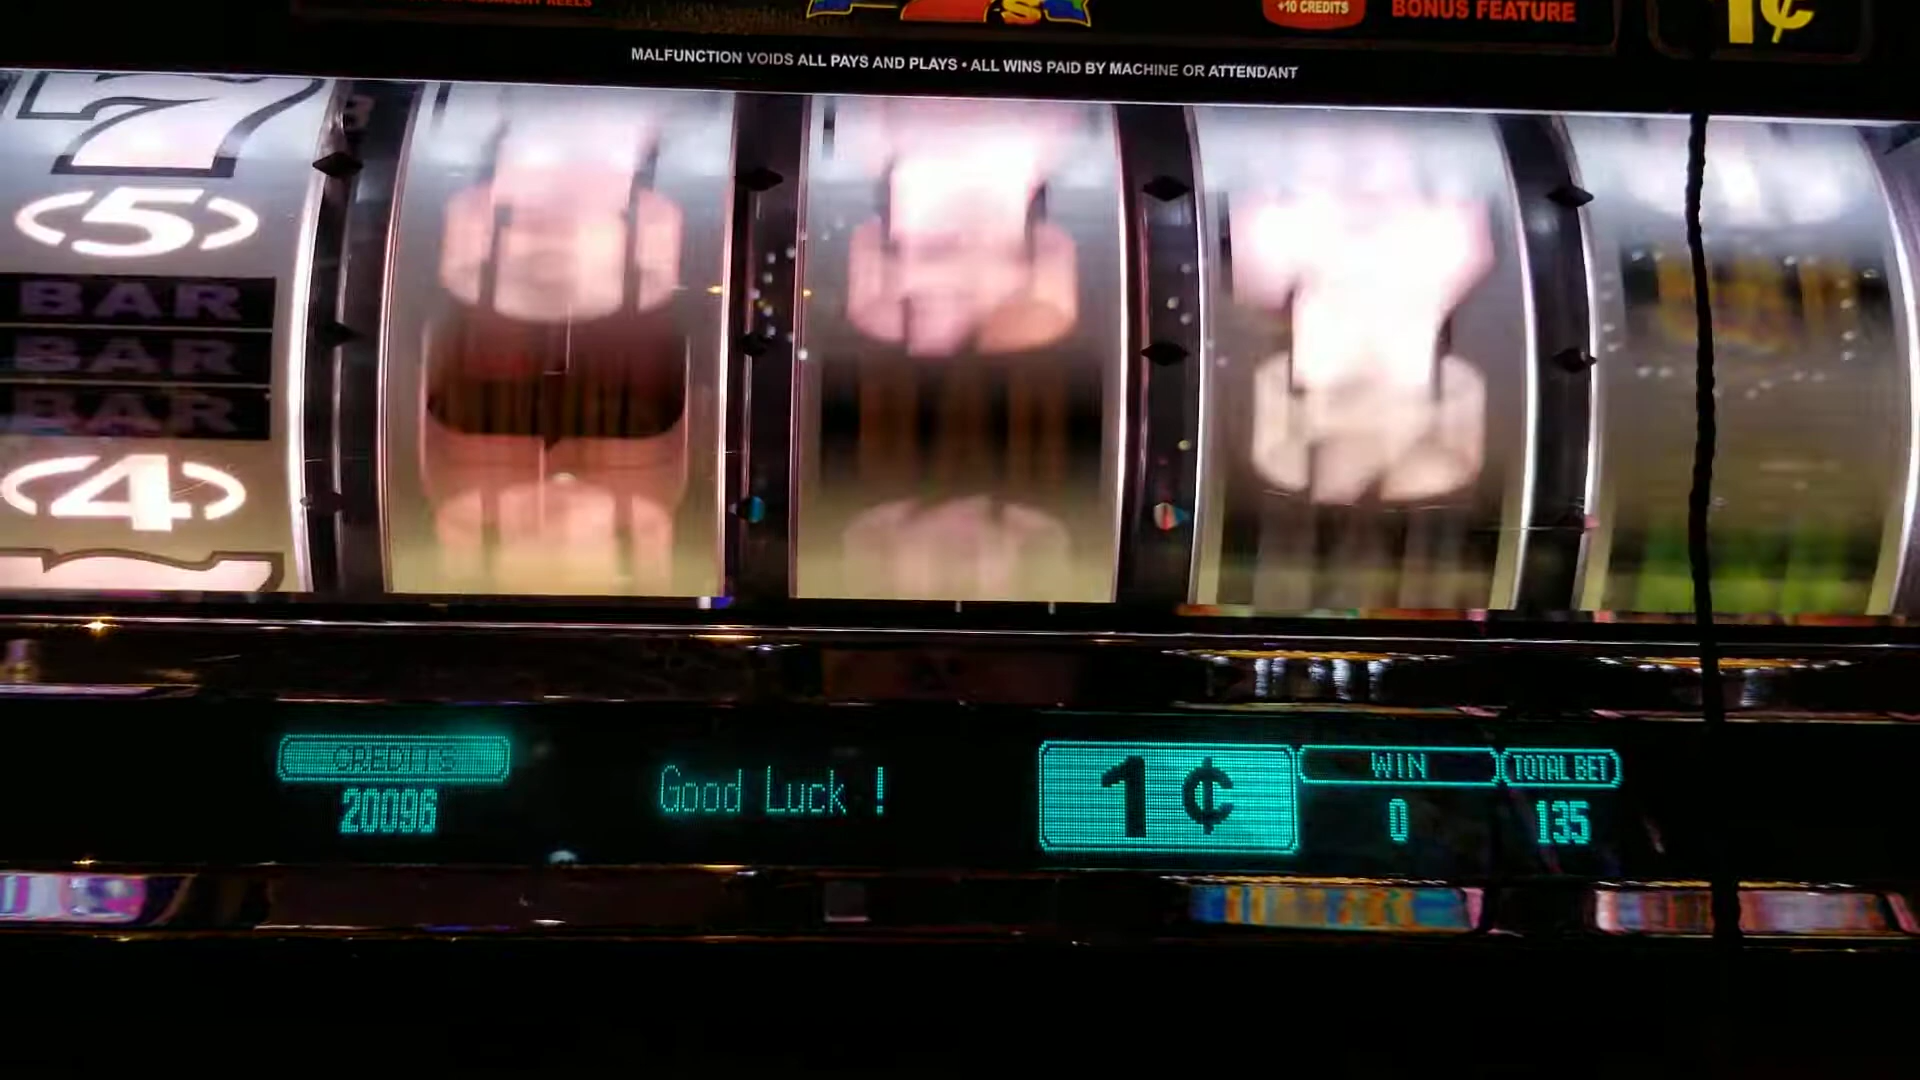 +10 CREDITS
BONUS FEATURE
1¢
MALFUNCTION VOIDS ALL PAYS AND PLAYS • ALL WINS PAID BY MACHINE OR ATTENDANT
7
(5)
BAR
BAR
BAR
(4)
CREDITS
20096
Good Luck !
1¢
WIN
0
TOTAL BET
135